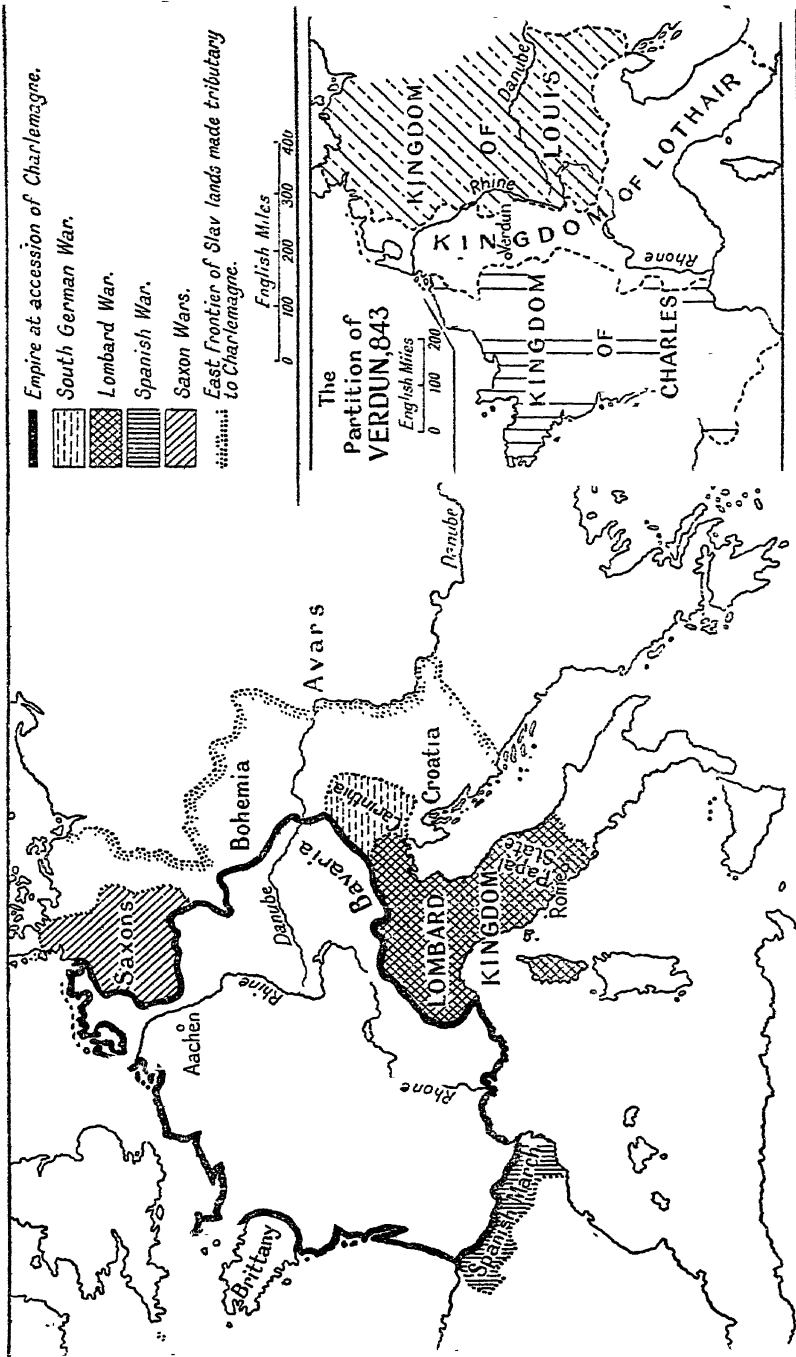 Empire at accession of Charlemagne.
South German War.
Lombard War.
Spanish War.
Saxon Wars.
East Frontier of Slav lands made tributary
to Charlemagne.
English Miles
0 100 200 300 400
The
Partition of
VERDUN, 843
English Miles
0 100 200
KINGDOM
OF
LOUIS
Danube
Rhine
Verdun
KINGDOM OF LOTHAIR
Rhone
KINGDOM
OF
CHARLES
Saxons
Bohemia
Avars
Aachen
Rhine
Danube
Bavaria
Carinthia
Croatia
Danube
Brittany
Rhone
LOMBARD
KINGDOM
Papal
State
Rome
Spanish March